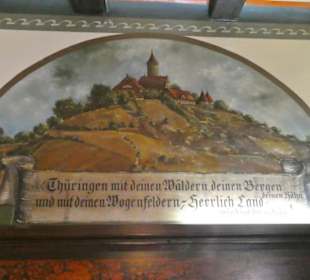 Thüringen mit deinen Wäldern deinen Bergen
und mit deinen Wogenfeldern,- Herrlich Land